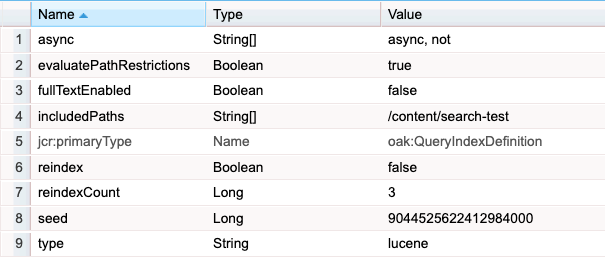 Name Type Value
1 async String[] async, not
2 evaluatePathRestrictions Boolean true
3 fullTextEnabled Boolean false
4 includedPaths String[] /content/search-test
5 jcr:primaryType Name oak:QueryIndexDefinition
6 reindex Boolean false
7 reindexCount Long 3
8 seed Long 9044525622412984000
9 type String lucene